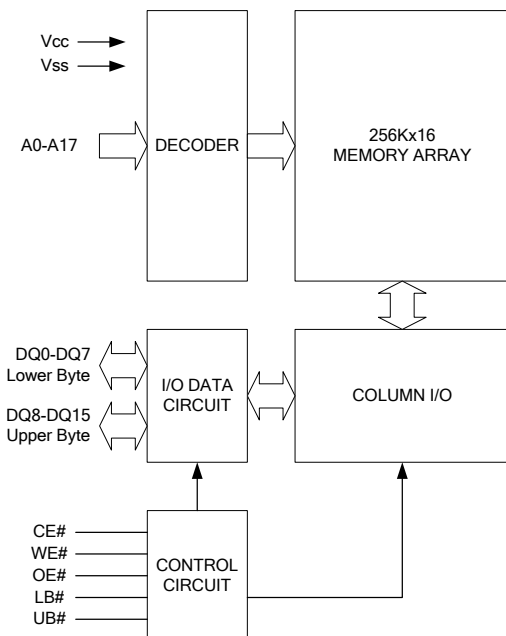 Vcc
Vss
A0-A17
DECODER
256Kx16
MEMORY ARRAY
DQ0-DQ7
Lower Byte
DQ8-DQ15
Upper Byte
I/O DATA
CIRCUIT
COLUMN I/O
CE#
WE#
OE#
LB#
UB#
CONTROL
CIRCUIT